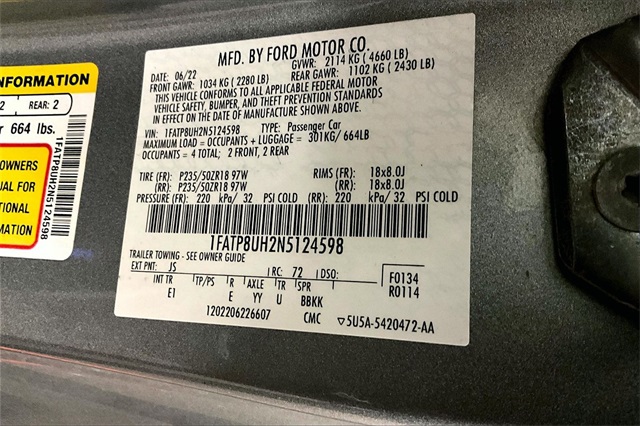 INFORMATION
2 REAR: 2
r 664 lbs.
OWNERS
UAL FOR
TIONAL
MATION
1FATP8UH2N5124598
MFD. BY FORD MOTOR CO.
DATE: 06/22 GVWR: 2114 KG ( 4660 LB)
FRONT GAWR: 1034 KG ( 2280 LB) REAR GAWR: 1102 KG ( 2430 LB)
THIS VEHICLE CONFORMS TO ALL APPLICABLE FEDERAL MOTOR
VEHICLE SAFETY, BUMPER, AND THEFT PREVENTION STANDARDS
IN EFFECT ON THE DATE OF MANUFACTURE SHOWN ABOVE.
VIN: 1FATP8UH2N5124598 TYPE: Passenger Car
MAXIMUM LOAD = OCCUPANTS + LUGGAGE = 301KG/ 664LB
OCCUPANTS = 4 TOTAL; 2 FRONT, 2 REAR
TIRE (FR): P235/50ZR18 97W RIMS (FR): 18x8.0J
(RR): P235/50ZR18 97W (RR): 18x8.0J
PRESSURE (FR) 220 kPa/ 32 PSI COLD (RR) 220 kPa/ 32 PSI COLD
1FATP8UH2N5124598
TRAILER TOWING - SEE OWNER GUIDE
EXT PNT: JS RC: 72 DSO: F0134
INT TR TP/PS R AXLE TR SPR R0114
E1 E YY U BBKK
1202206226607 CMC ▽5U5A-5420472-AA